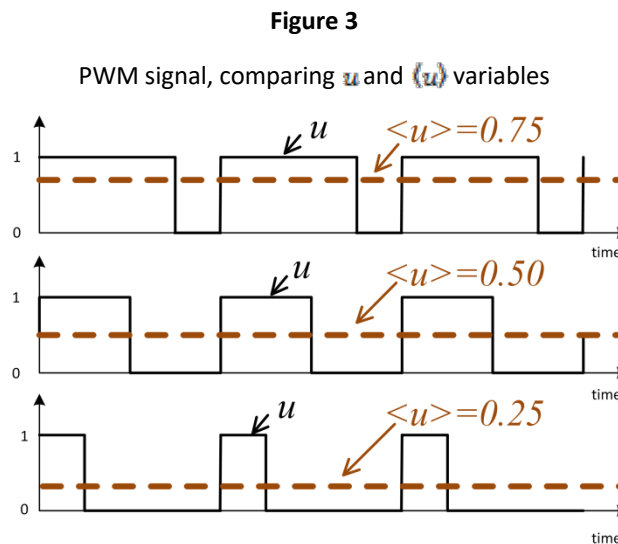 Figure 3
PWM signal, comparing u and ⟨u⟩ variables
u
<u>=0.75
1
0
time
u
<u>=0.50
1
0
time
u
<u>=0.25
1
0
time